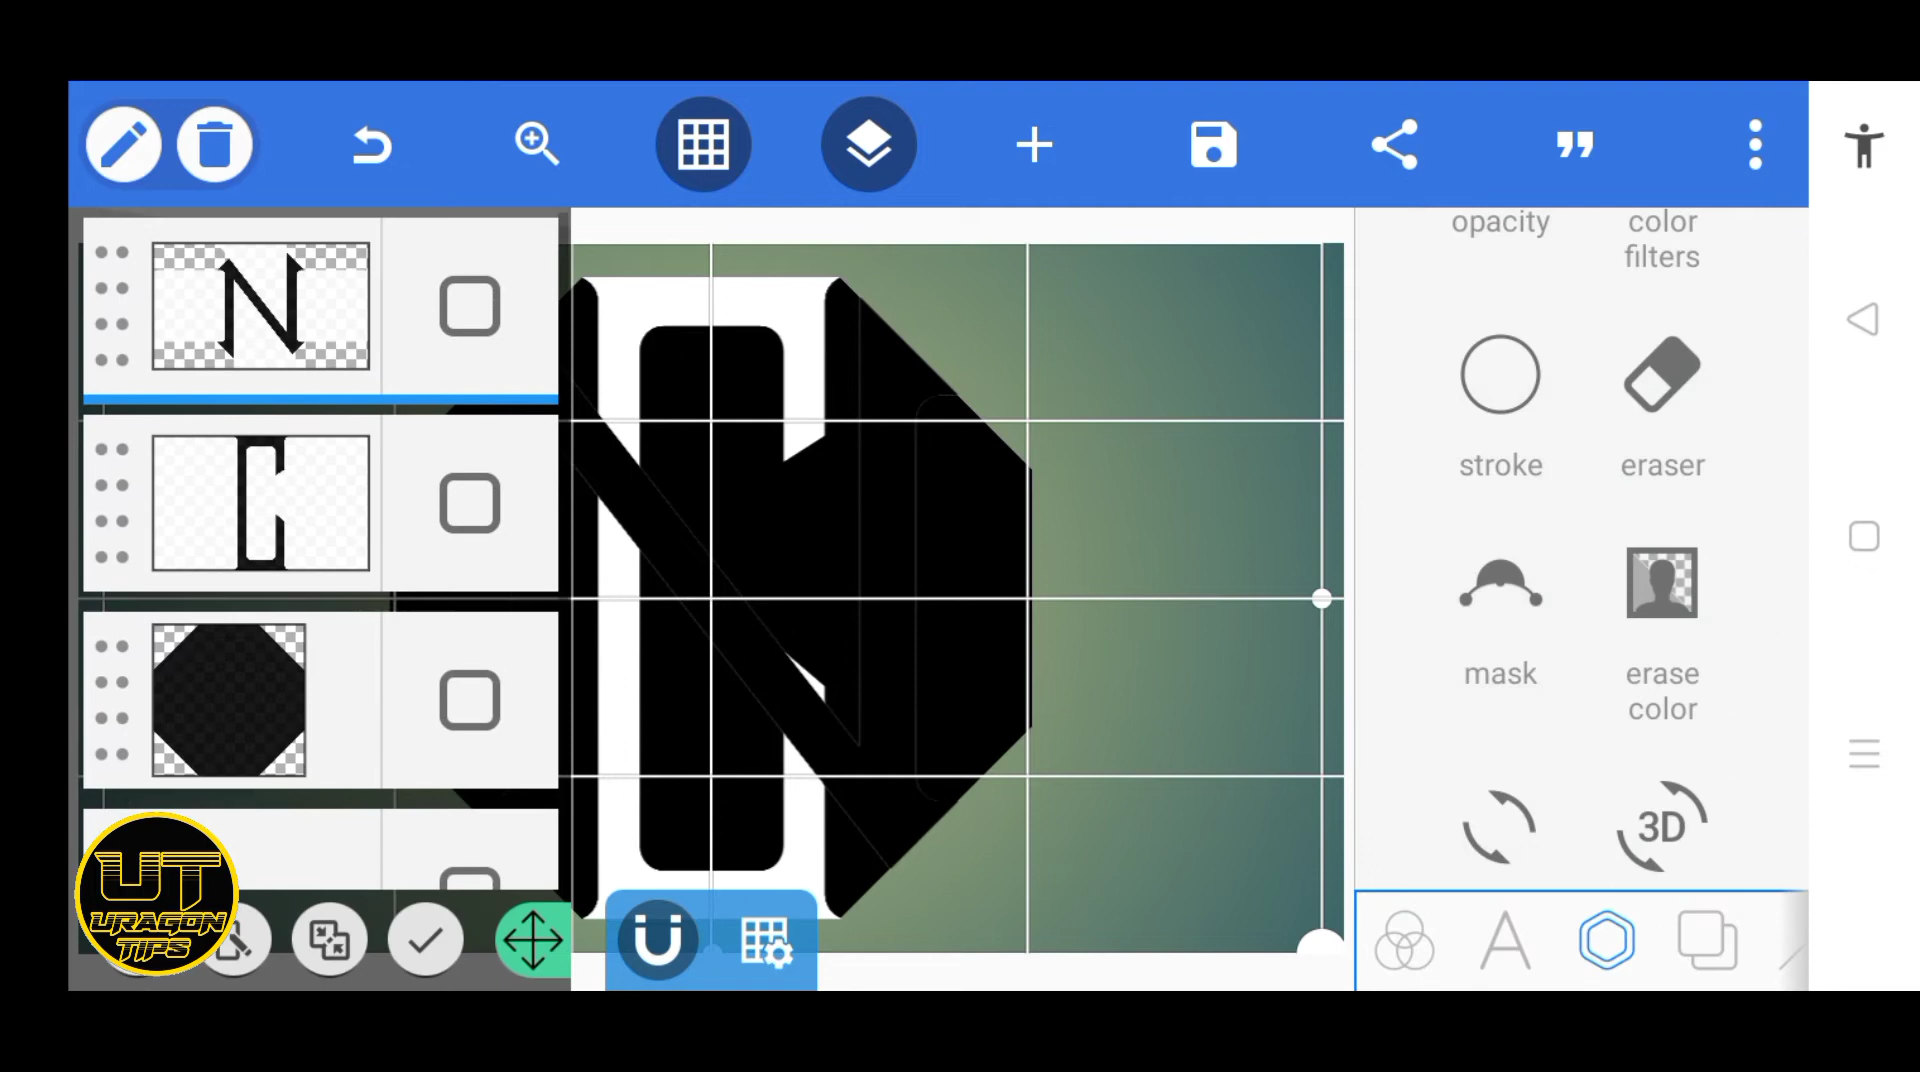 opacity
color
filters
N
stroke
eraser
mask
erase
color
3D
UT
URAGON
TIPS
A